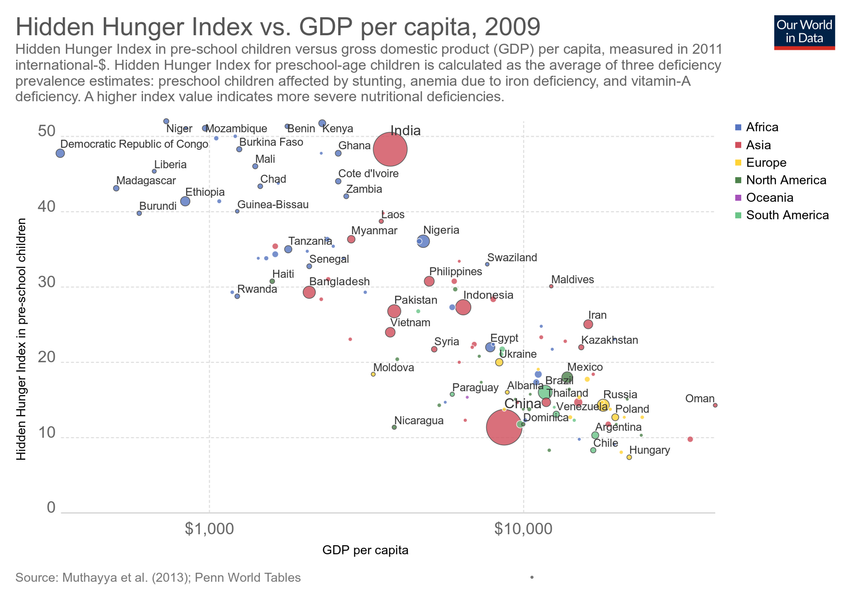 Hidden Hunger Index vs. GDP per capita, 2009
Our World
in Data
Hidden Hunger Index in pre-school children versus gross domestic product (GDP) per capita, measured in 2011
international-$. Hidden Hunger Index for preschool-age children is calculated as the average of three deficiency
prevalence estimates: preschool children affected by stunting, anemia due to iron deficiency, and vitamin-A
deficiency. A higher index value indicates more severe nutritional deficiencies.
Hidden Hunger Index in pre-school children
50
40
30
20
10
0
Niger
Mozambique
Benin
Kenya
India
Democratic Republic of Congo
Burkina Faso
Ghana
Liberia
Mali
Madagascar
Chad
Cote d'Ivoire
Ethiopia
Zambia
Burundi
Guinea-Bissau
Laos
Myanmar
Nigeria
Tanzania
Senegal
Swaziland
Haiti
Bangladesh
Philippines
Maldives
Rwanda
Pakistan
Indonesia
Vietnam
Iran
Syria
Egypt
Kazakhstan
Ukraine
Moldova
Mexico
Paraguay
Albania
Brazil
Thailand
Russia
Oman
China
Venezuela
Poland
Nicaragua
Dominica
Argentina
Chile
Hungary
$1,000
$10,000
GDP per capita
Africa
Asia
Europe
North America
Oceania
South America
Source: Muthayya et al. (2013); Penn World Tables